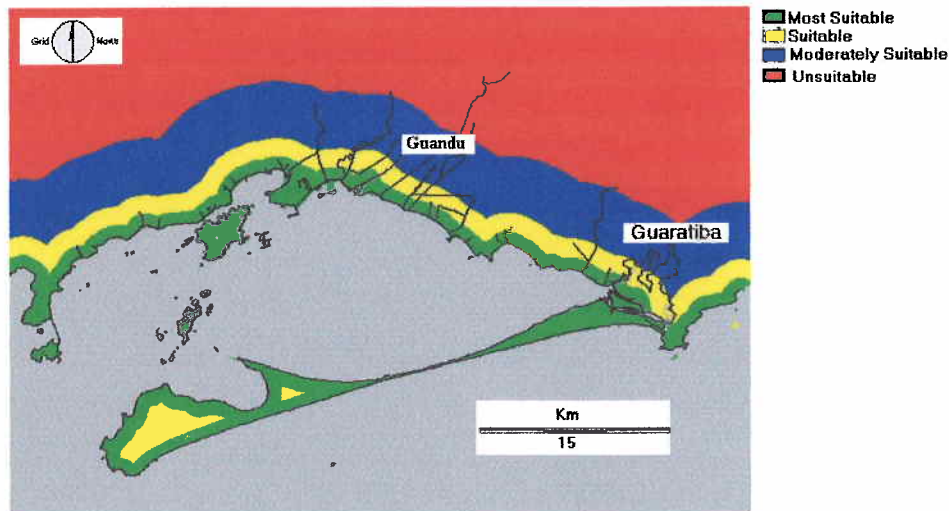 Grid North
Most Suitable
Suitable
Moderately Suitable
Unsuitable
Guandu
Guaratiba
Km
15